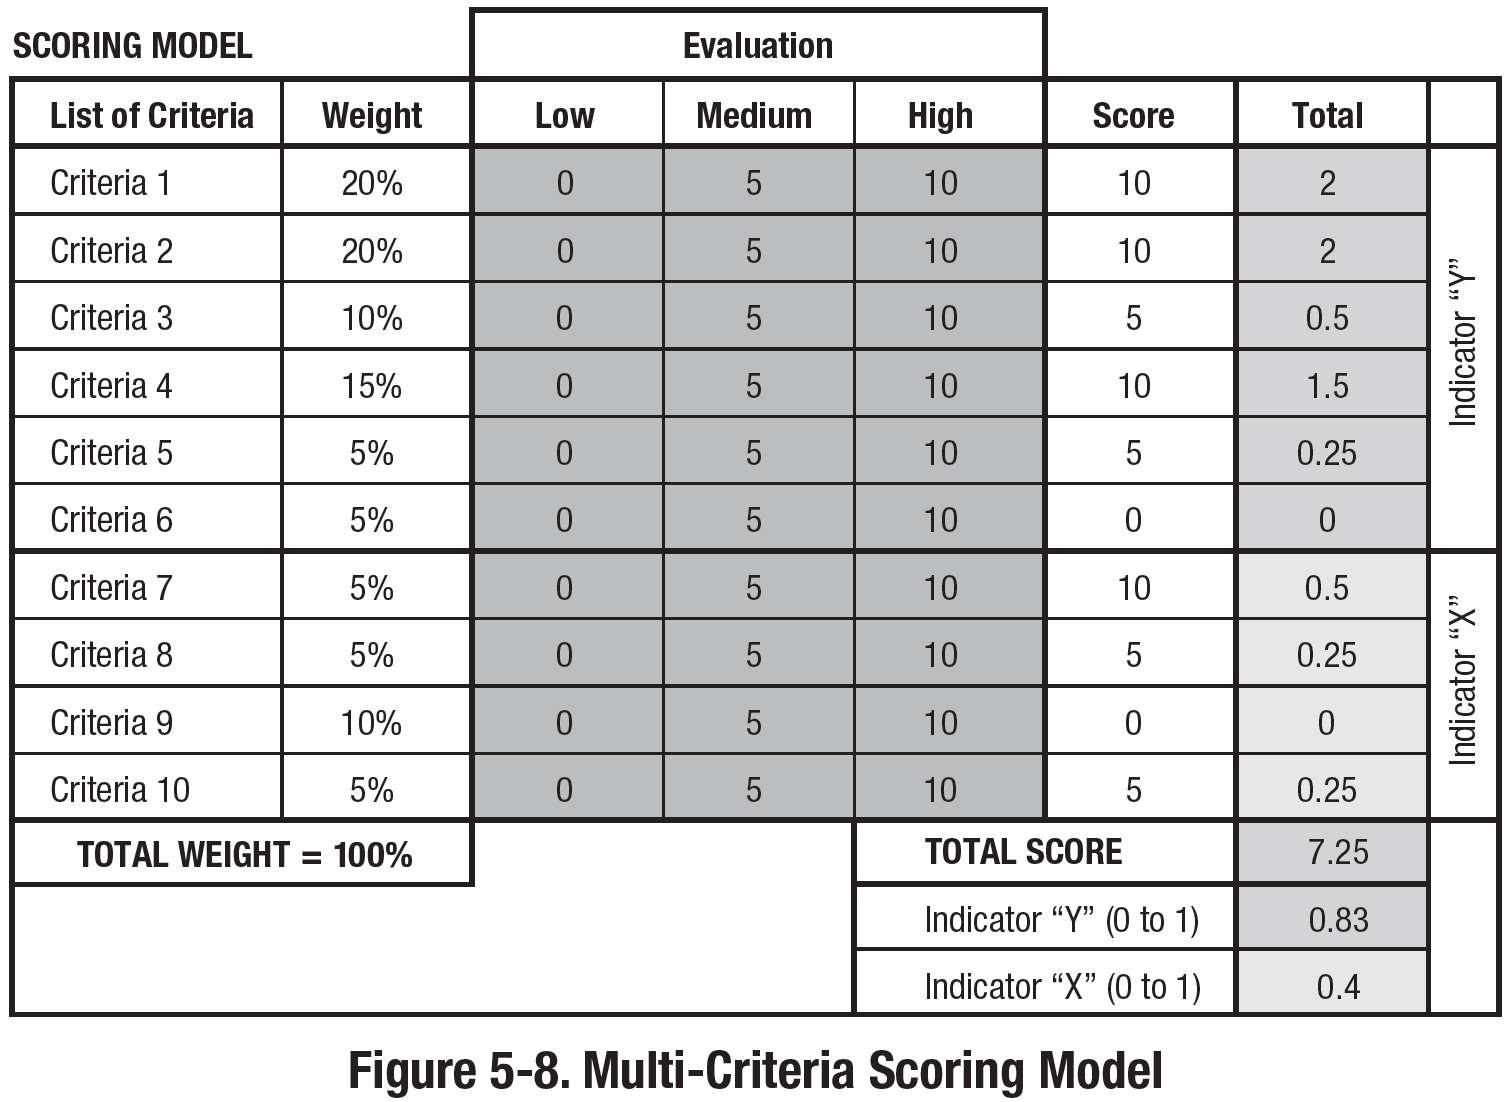 SCORING MODEL Evaluation
List of Criteria Weight Low Medium High Score Total
Criteria 1 20% 0 5 10 10 2
Criteria 2 20% 0 5 10 10 2
Criteria 3 10% 0 5 10 5 0.5
Criteria 4 15% 0 5 10 10 1.5
Criteria 5 5% 0 5 10 5 0.25
Criteria 6 5% 0 5 10 0 0
Indicator “Y”
Criteria 7 5% 0 5 10 10 0.5
Criteria 8 5% 0 5 10 5 0.25
Criteria 9 10% 0 5 10 0 0
Criteria 10 5% 0 5 10 5 0.25
Indicator “X”
TOTAL WEIGHT = 100% TOTAL SCORE 7.25
Indicator “Y” (0 to 1) 0.83
Indicator “X” (0 to 1) 0.4
Figure 5-8. Multi-Criteria Scoring Model